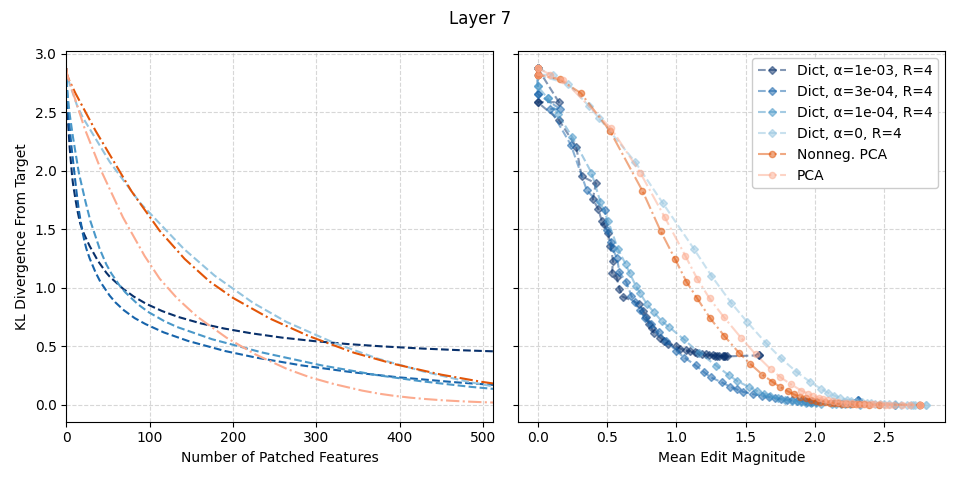 Layer 7
KL Divergence From Target
3.0
2.5
2.0
1.5
1.0
0.5
0.0
0 100 200 300 400 500
Number of Patched Features
Dict, α=1e-03, R=4
Dict, α=3e-04, R=4
Dict, α=1e-04, R=4
Dict, α=0, R=4
Nonneg. PCA
PCA
0.0 0.5 1.0 1.5 2.0 2.5
Mean Edit Magnitude